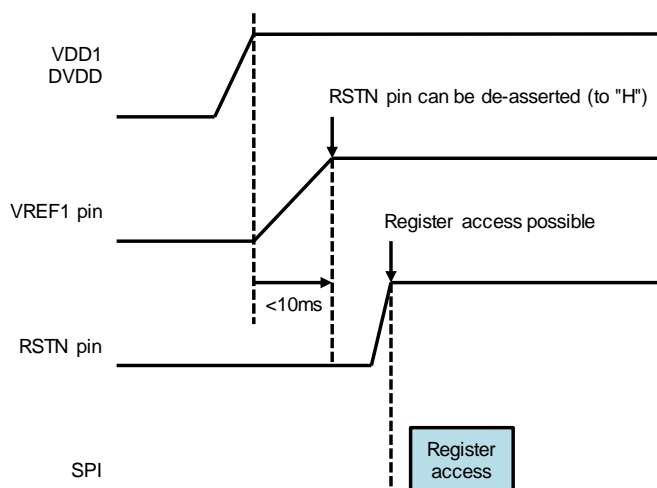 VDD1
DVDD
RSTN pin can be de-asserted (to "H")
VREF1 pin
Register access possible
<10ms
RSTN pin
Register
access
SPI